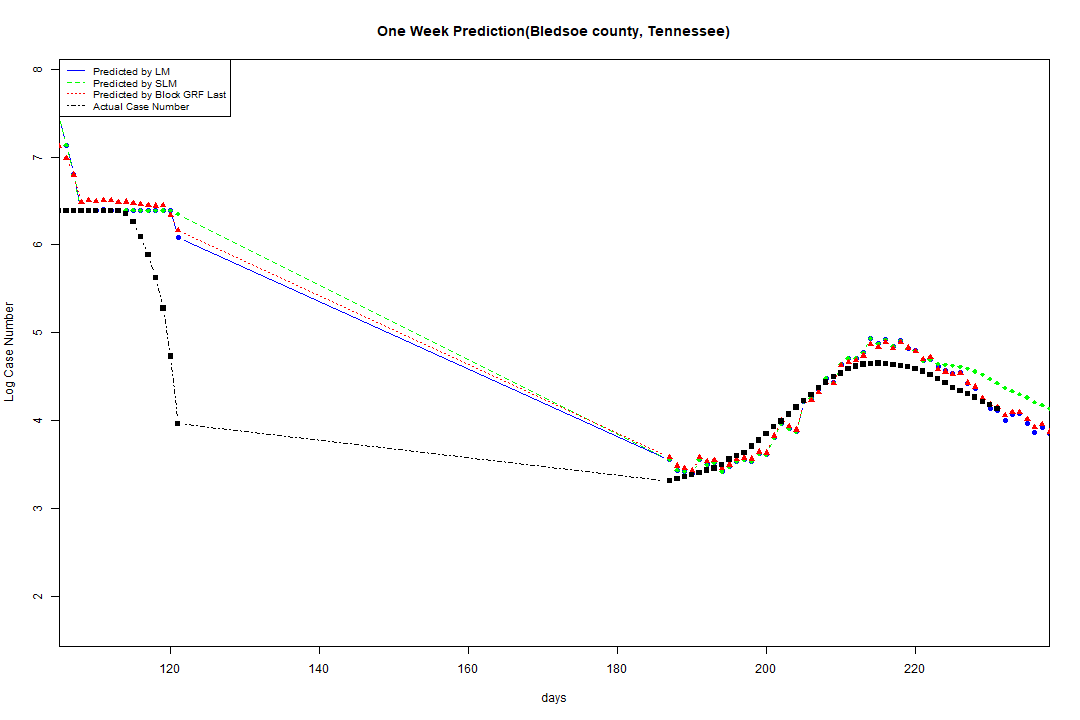 One Week Prediction(Bledsoe county, Tennessee)
Predicted by LM
Predicted by SLM
Predicted by Block GRF Last
Actual Case Number
8
7
6
5
4
3
2
Log Case Number
120 140 160 180 200 220
days